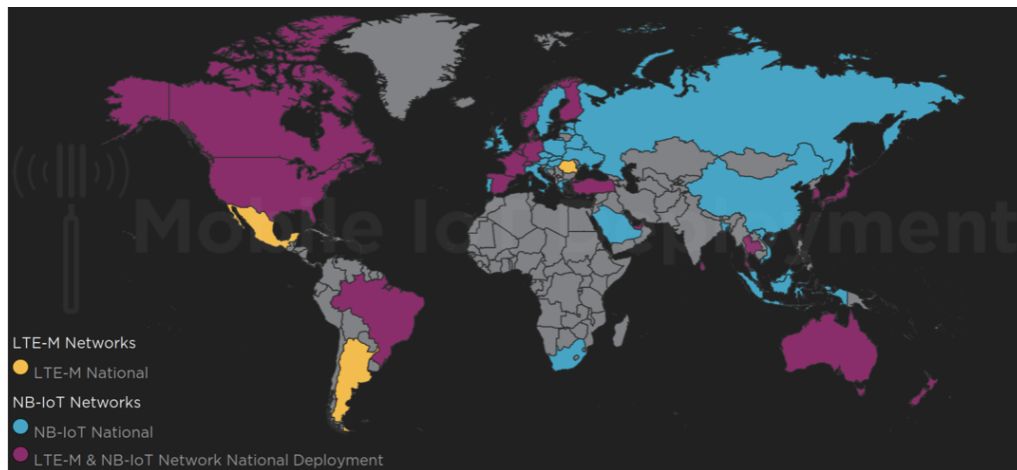 Mobile IoT Deployment
LTE-M Networks
LTE-M National
NB-IoT Networks
NB-IoT National
LTE-M & NB-IoT Network National Deployment